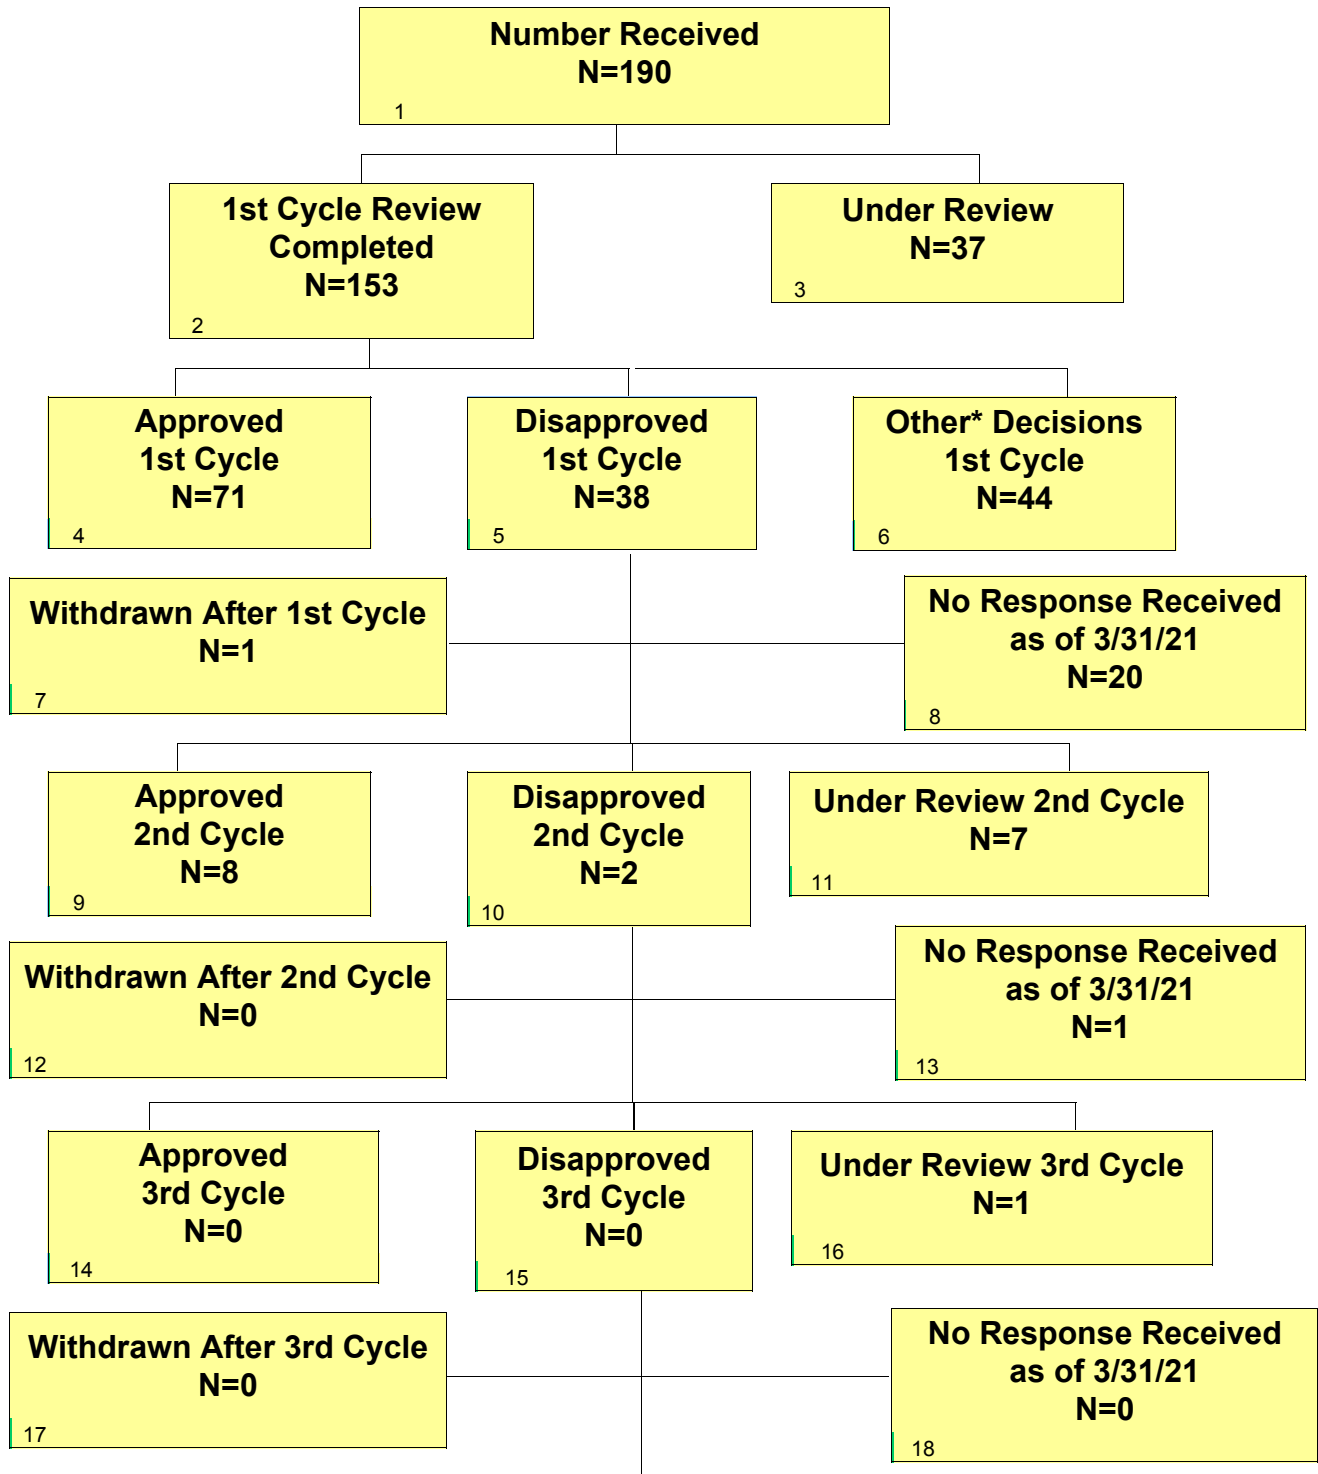 Number Received
N=190
1
1st Cycle Review
Completed
N=153
2
Under Review
N=37
3
Approved
1st Cycle
N=71
4
Disapproved
1st Cycle
N=38
5
Other* Decisions
1st Cycle
N=44
6
Withdrawn After 1st Cycle
N=1
7
No Response Received
as of 3/31/21
N=20
8
Approved
2nd Cycle
N=8
9
Disapproved
2nd Cycle
N=2
10
Under Review 2nd Cycle
N=7
11
Withdrawn After 2nd Cycle
N=0
12
No Response Received
as of 3/31/21
N=1
13
Approved
3rd Cycle
N=0
14
Disapproved
3rd Cycle
N=0
15
Under Review 3rd Cycle
N=1
16
Withdrawn After 3rd Cycle
N=0
17
No Response Received
as of 3/31/21
N=0
18